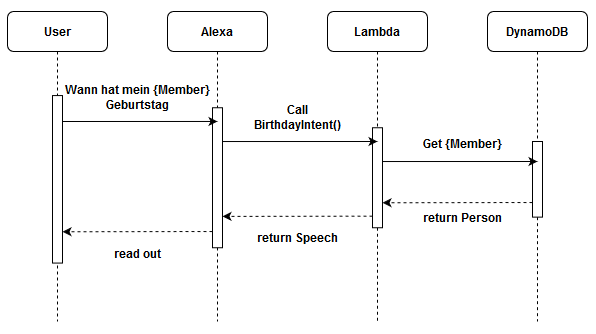 User
Alexa
Lambda
DynamoDB
Wann hat mein {Member}
Geburtstag
Call
BirthdayIntent()
Get {Member}
return Person
return Speech
read out